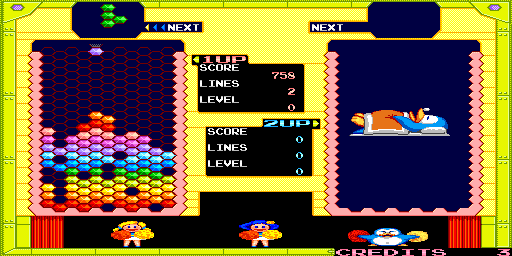 NEXT
NEXT
1UP
SCORE 758
LINES 2
LEVEL 0
2UP
SCORE 0
LINES 0
LEVEL 0
CREDITS 3